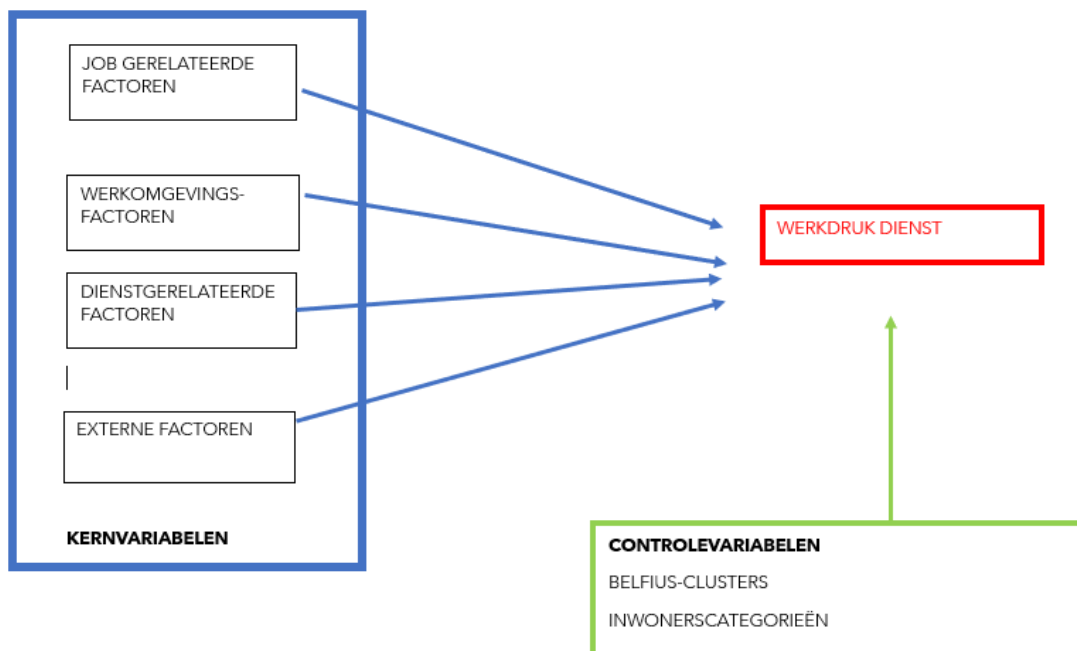 JOB GERELATEERDE
FACTOREN
WERKOMGEVINGS-
FACTOREN
DIENSTGERELATEERDE
FACTOREN
EXTERNE FACTOREN
KERNVARIABELEN
WERKDRUK DIENST
CONTROLEVARIABELEN
BELFIUS-CLUSTERS
INWONERSCATEGORIEËN